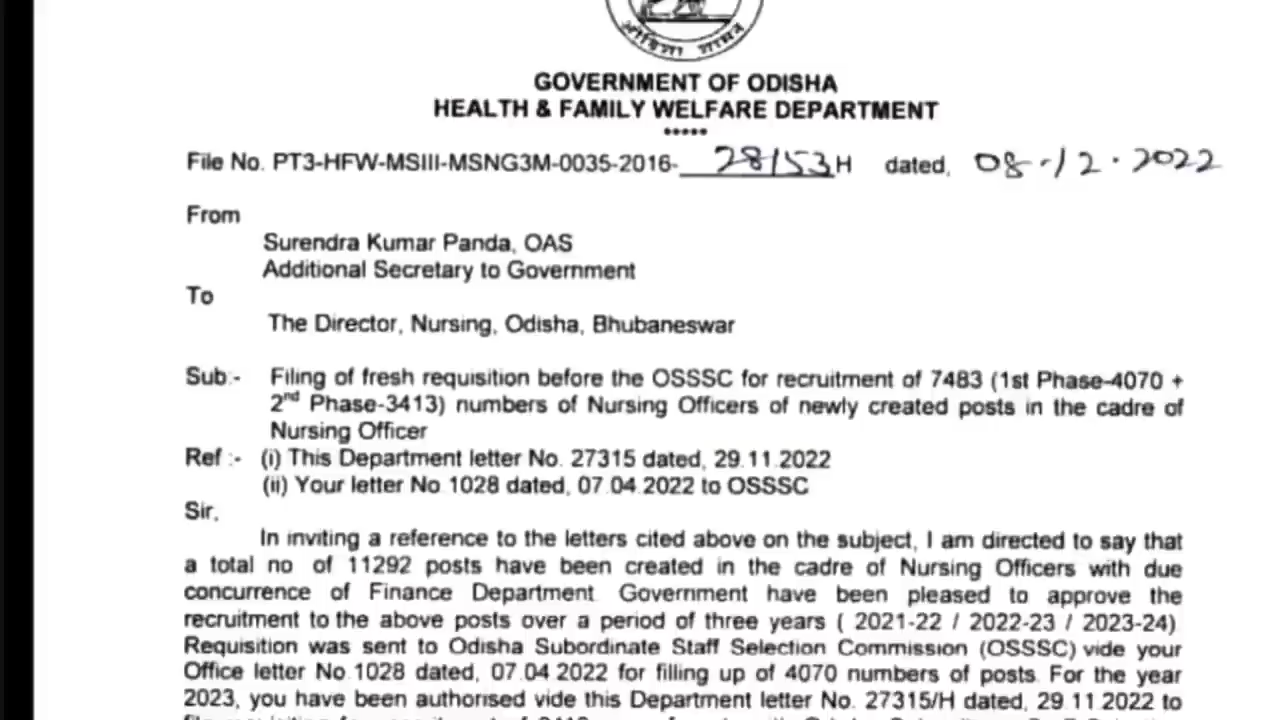 ओडिशा शासन
GOVERNMENT OF ODISHA
HEALTH & FAMILY WELFARE DEPARTMENT
*****
File No. PT3-HFW-MSIII-MSNG3M-0035-2016- 28153 H dated, 08.12.2022
From
Surendra Kumar Panda, OAS
Additional Secretary to Government
To
The Director, Nursing, Odisha, Bhubaneswar
Sub:- Filing of fresh requisition before the OSSSC for recruitment of 7483 (1st Phase-4070 +
2nd Phase-3413) numbers of Nursing Officers of newly created posts in the cadre of
Nursing Officer
Ref :- (i) This Department letter No. 27315 dated, 29.11.2022
(ii) Your letter No.1028 dated, 07.04.2022 to OSSSC
Sir,
In inviting a reference to the letters cited above on the subject, I am directed to say that
a total no of 11292 posts have been created in the cadre of Nursing Officers with due
concurrence of Finance Department. Government have been pleased to approve the
recruitment to the above posts over a period of three years ( 2021-22 / 2022-23 / 2023-24).
Requisition was sent to Odisha Subordinate Staff Selection Commission (OSSSC) vide your
Office letter No.1028 dated, 07.04.2022 for filling up of 4070 numbers of posts. For the year
2023, you have been authorised vide this Department letter No. 27315/H dated, 29.11.2022 to